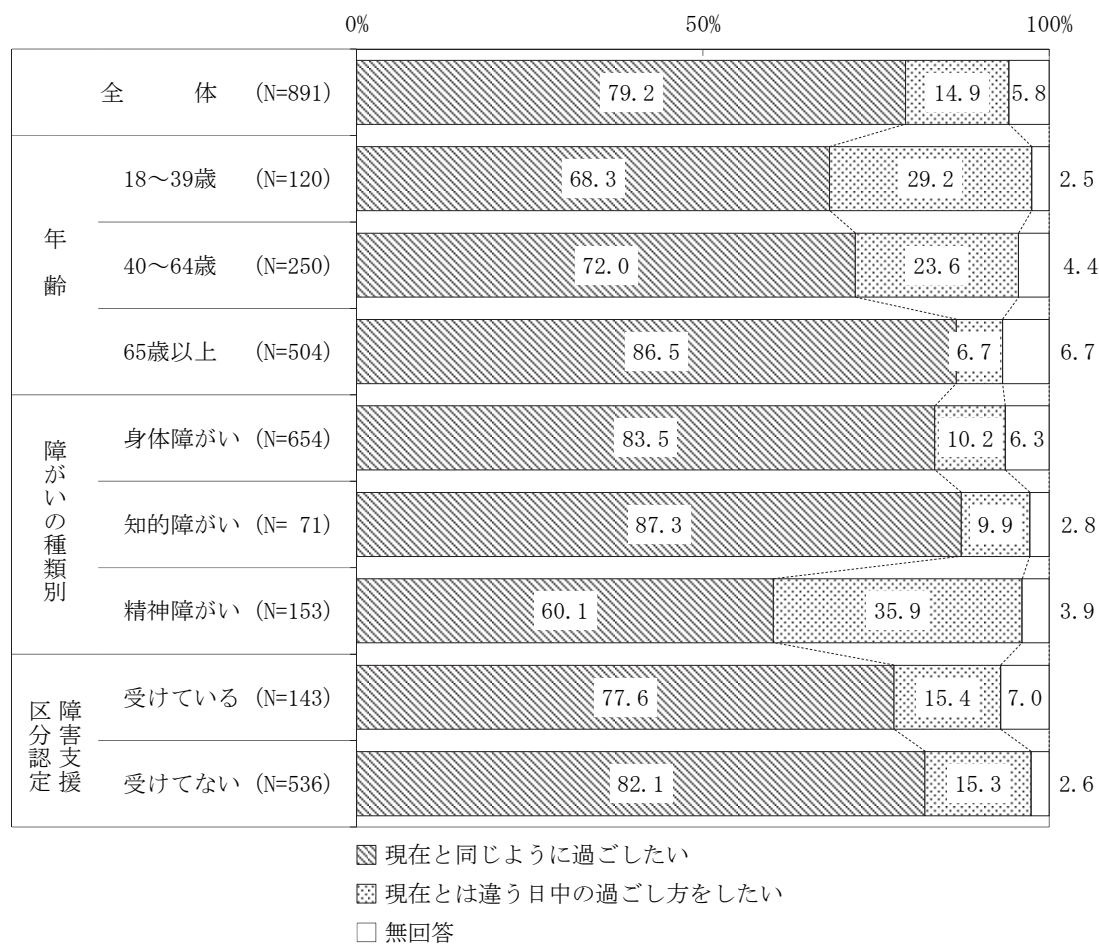 0% 50% 100%
全 体 (N=891) 79.2 14.9 5.8
年齢
18～39歳 (N=120) 68.3 29.2 2.5
40～64歳 (N=250) 72.0 23.6 4.4
65歳以上 (N=504) 86.5 6.7 6.7
障がいの種類別
身体障がい (N=654) 83.5 10.2 6.3
知的障がい (N= 71) 87.3 9.9 2.8
精神障がい (N=153) 60.1 35.9 3.9
障害支援
区分認定
受けている (N=143) 77.6 15.4 7.0
受けてない (N=536) 82.1 15.3 2.6
現在と同じように過ごしたい
現在とは違う日中の過ごし方をしたい
無回答